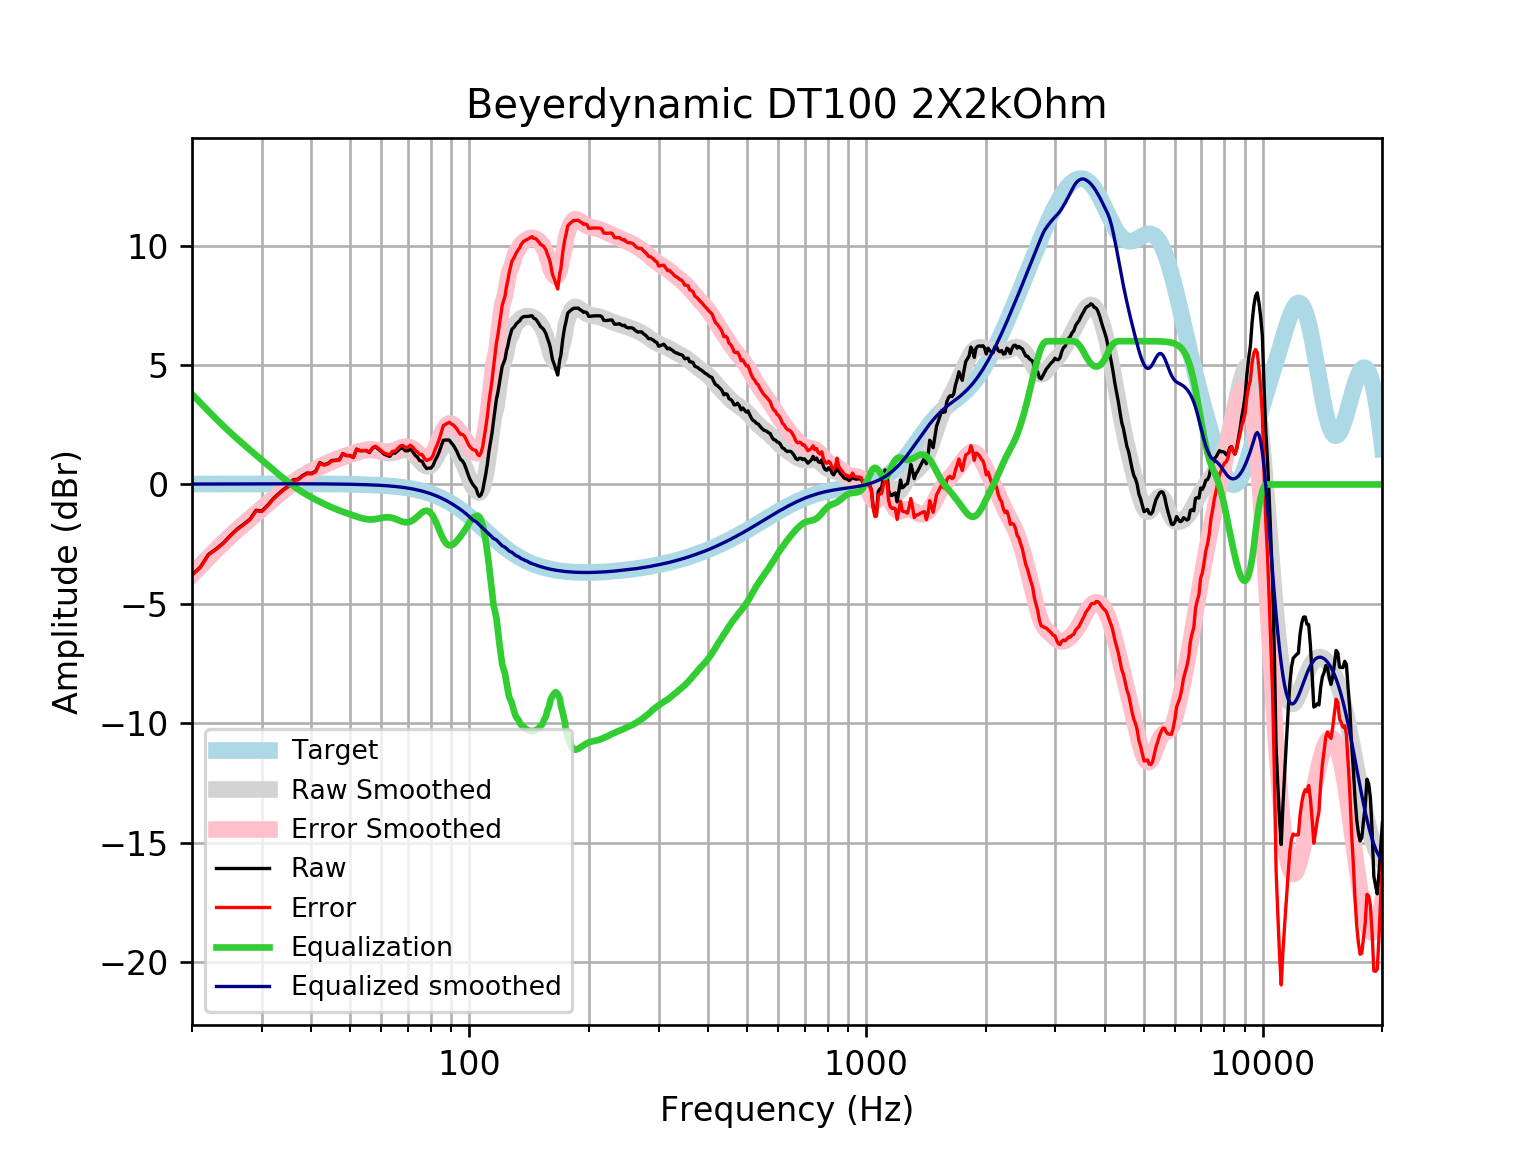 Beyerdynamic DT100 2X2kOhm
Amplitude (dBr)
10
5
0
−5
−10
−15
−20
Target
Raw Smoothed
Error Smoothed
Raw
Error
Equalization
Equalized smoothed
100
1000
10000
Frequency (Hz)